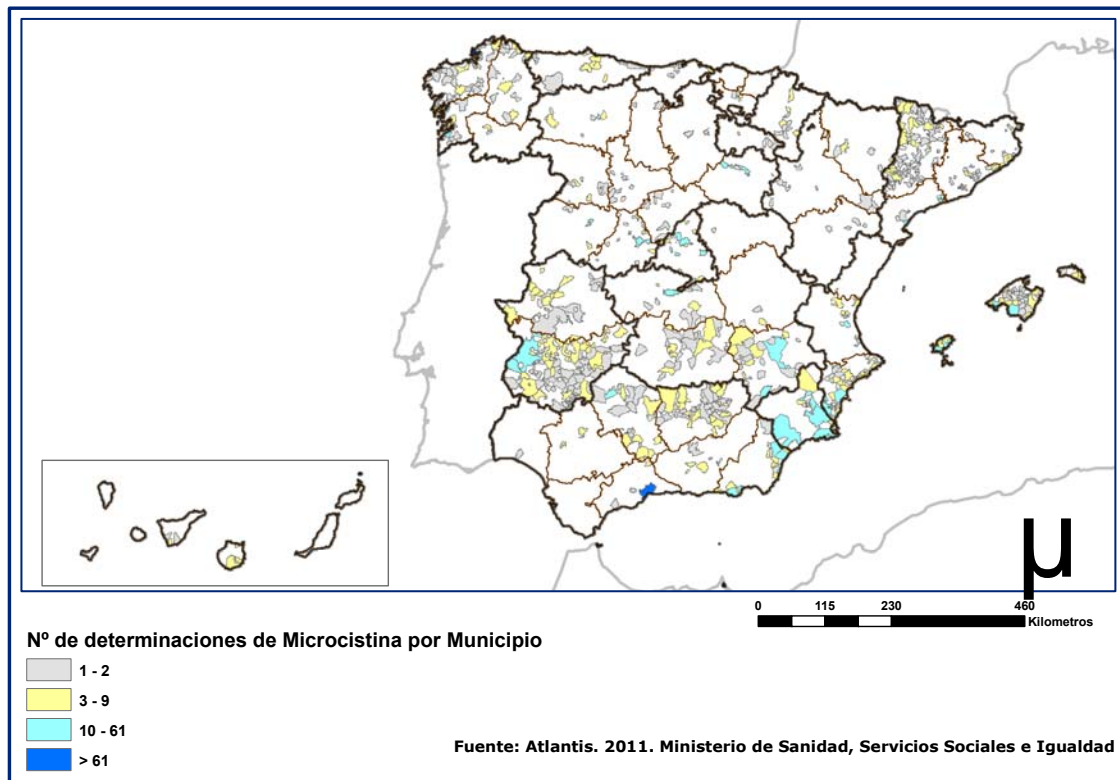 µ
0 115 230 460
Kilometros
Nº de determinaciones de Microcistina por Municipio
1 - 2
3 - 9
10 - 61
> 61
Fuente: Atlantis. 2011. Ministerio de Sanidad, Servicios Sociales e Igualdad